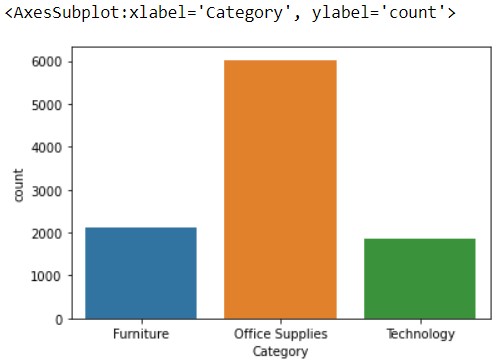 <AxesSubplot:xlabel='Category', ylabel='count'>
6000
5000
4000
3000
2000
1000
0
count
Furniture Office Supplies Technology
Category